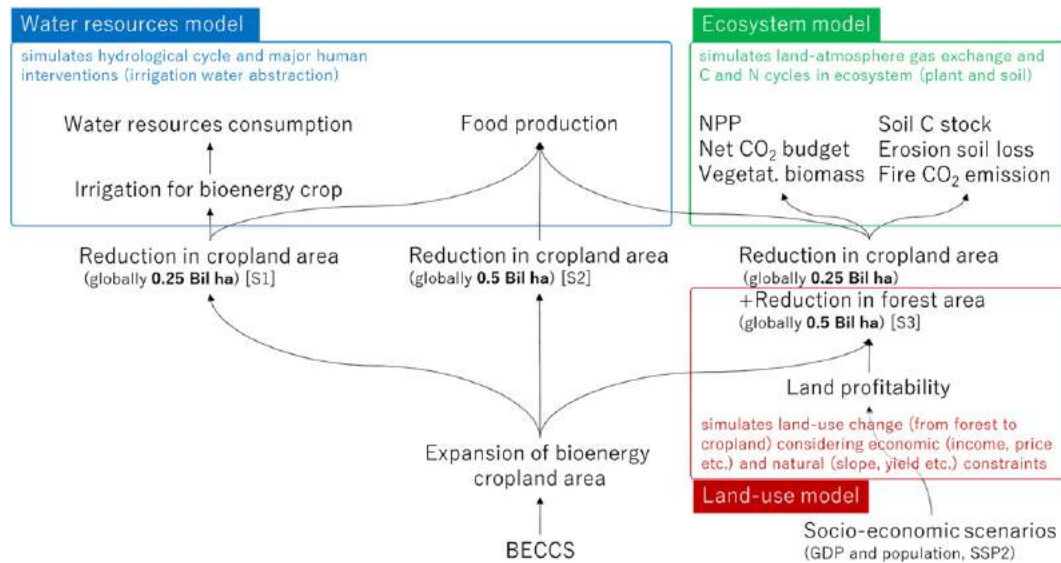 Water resources model
simulates hydrological cycle and major human
interventions (irrigation water abstraction)
Water resources consumption
Irrigation for bioenergy crop
Food production
Ecosystem model
simulates land-atmosphere gas exchange and
C and N cycles in ecosystem (plant and soil)
NPP
Net CO₂ budget
Vegetat. biomass
Soil C stock
Erosion soil loss
Fire CO₂ emission
Reduction in cropland area
(globally 0.25 Bil ha) [S1]
Reduction in cropland area
(globally 0.5 Bil ha) [S2]
Reduction in cropland area
(globally 0.25 Bil ha)
+Reduction in forest area
(globally 0.5 Bil ha) [S3]
Land profitability
simulates land-use change (from forest to
cropland) considering economic (income, price
etc.) and natural (slope, yield etc.) constraints
Land-use model
Expansion of bioenergy
cropland area
BECCS
Socio-economic scenarios
(GDP and population, SSP2)